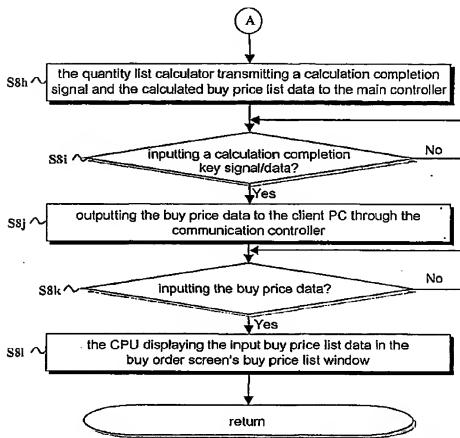 A
S8h
the quantity list calculator transmitting a calculation completion
signal and the calculated buy price list data to the main controller
S8i
inputting a calculation completion
key signal/data?
No
Yes
S8j
outputting the buy price data to the client PC through the
communication controller
S8k
inputting the buy price data?
No
Yes
S8l
the CPU displaying the input buy price list data in the
buy order screen's buy price list window
return